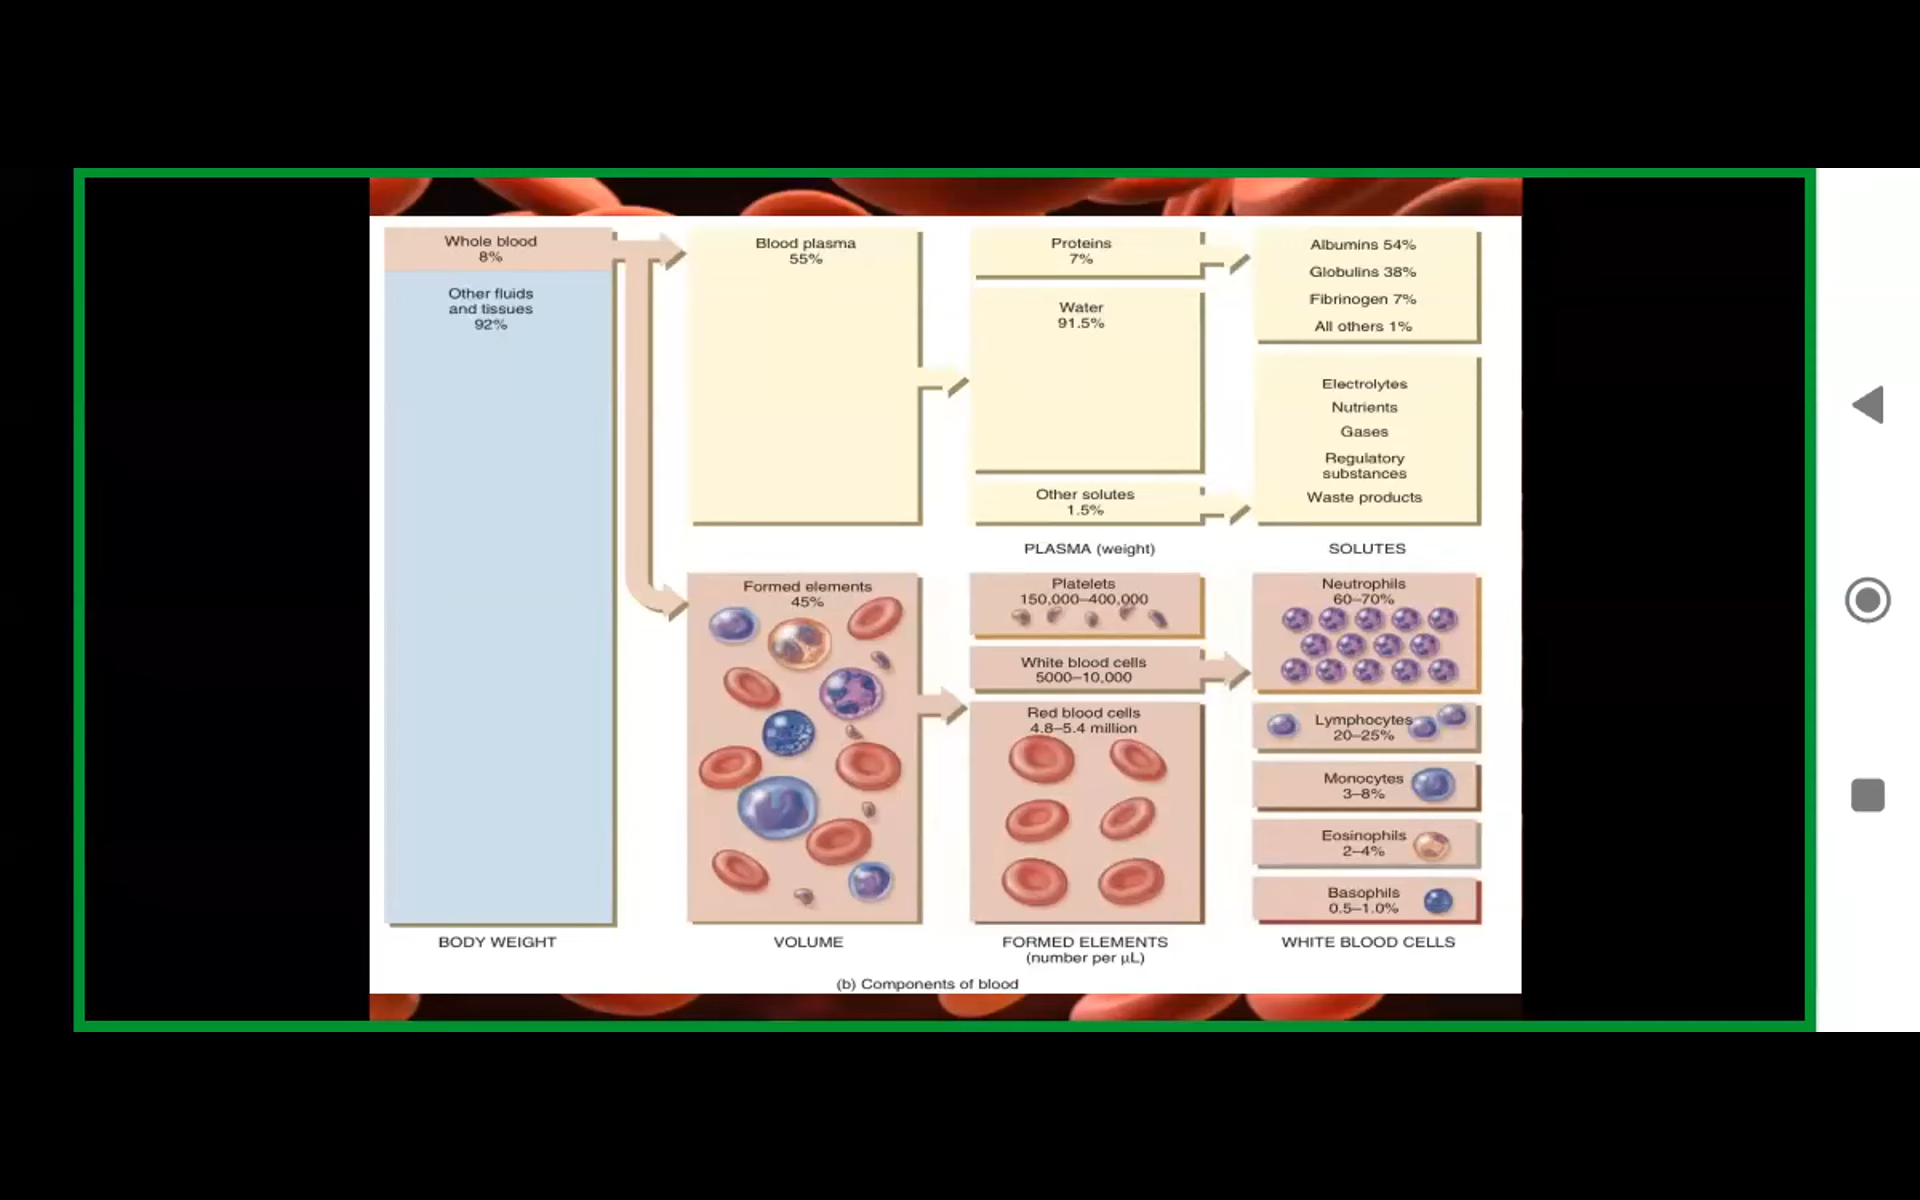 Whole blood
8%
Other fluids
and tissues
92%
BODY WEIGHT
Blood plasma
55%
Formed elements
45%
VOLUME
Proteins
7%
Water
91.5%
Other solutes
1.5%
PLASMA (weight)
Albumins 54%
Globulins 38%
Fibrinogen 7%
All others 1%
Electrolytes
Nutrients
Gases
Regulatory
substances
Waste products
SOLUTES
Platelets
150,000–400,000
White blood cells
5000–10,000
Red blood cells
4.8–5.4 million
FORMED ELEMENTS
(number per µL)
Neutrophils
60–70%
Lymphocytes
20–25%
Monocytes
3–8%
Eosinophils
2–4%
Basophils
0.5–1.0%
WHITE BLOOD CELLS
(b) Components of blood